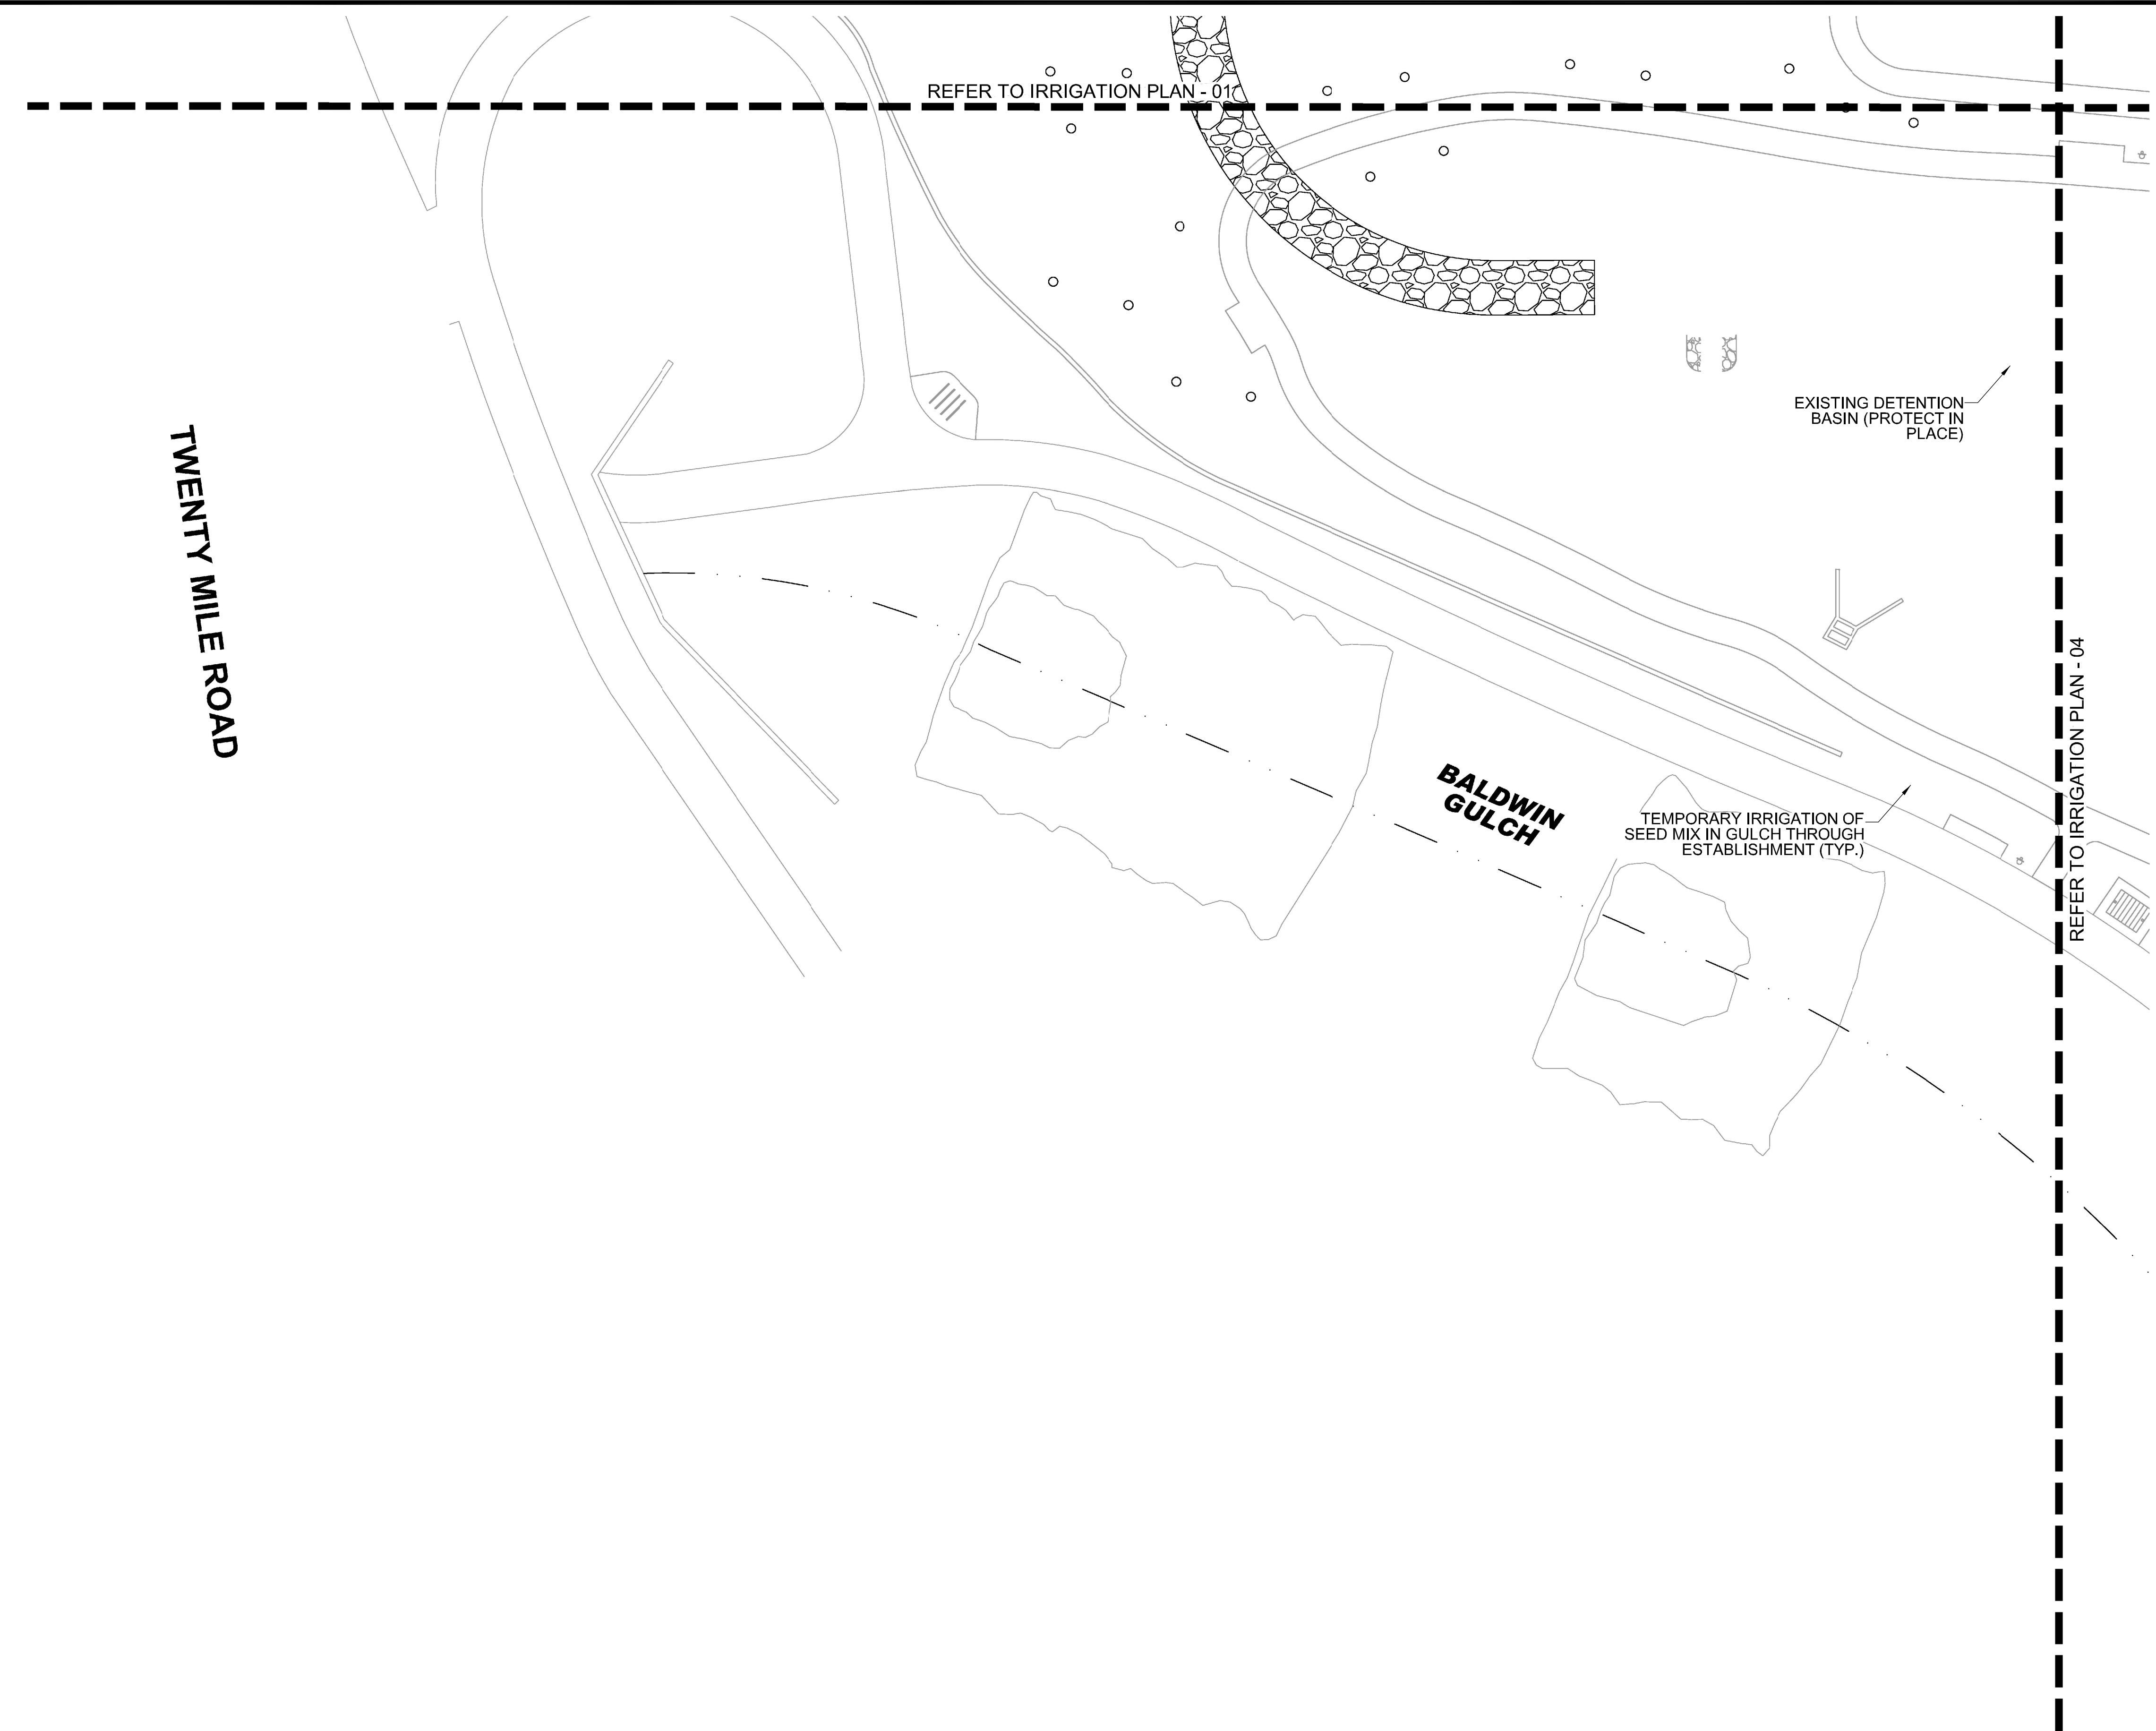 REFER TO IRRIGATION PLAN - 01
EXISTING DETENTION
BASIN (PROTECT IN
PLACE)
TWENTY MILE ROAD
REFER TO IRRIGATION PLAN - 04
BALDWIN
GULCH
TEMPORARY IRRIGATION OF
SEED MIX IN GULCH THROUGH
ESTABLISHMENT (TYP.)